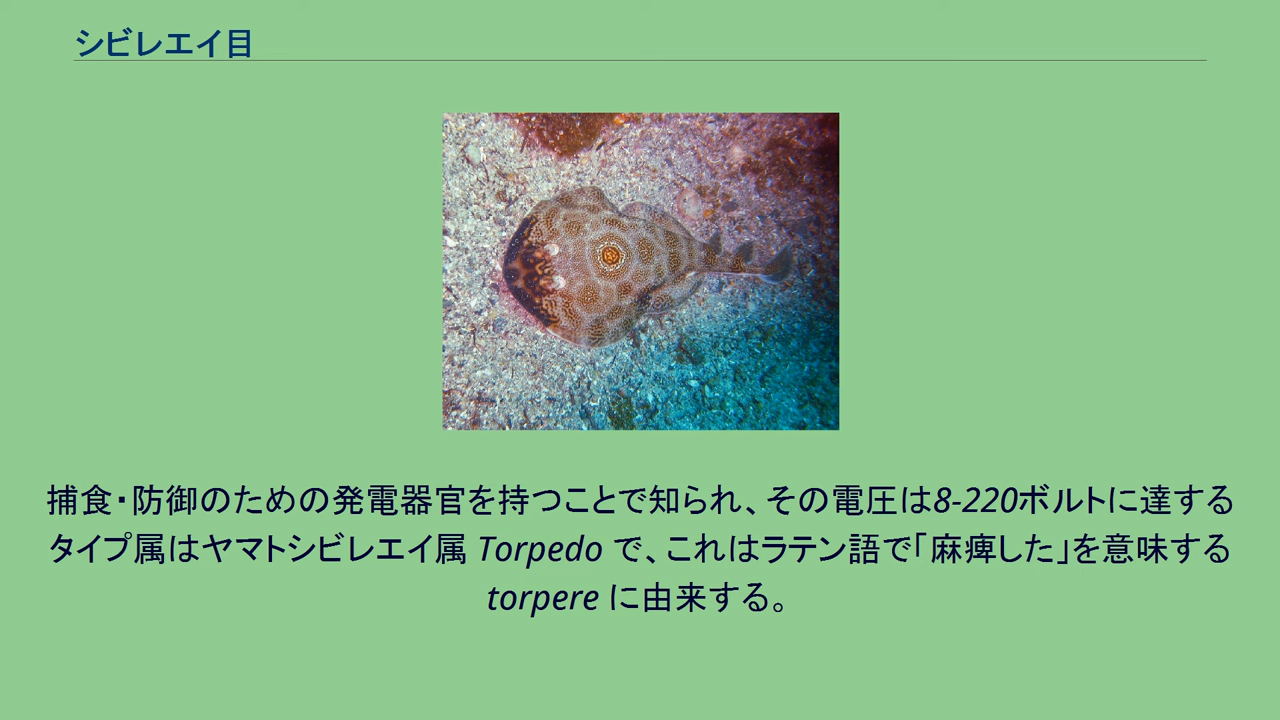 シビレエイ目
捕食・防御のための発電器官を持つことで知られ、その電圧は8-220ボルトに達する
タイプ属はヤマトシビレエイ属 Torpedo で、これはラテン語で「麻痺した」を意味する
torpere に由来する。